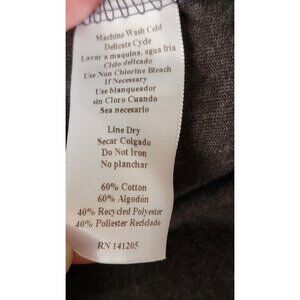 Machine Wash Cold
Delicate Cycle
Lavar a maquina, agua fria
Ciclo delicado
Use Non Chlorine Bleach
If Necessary
Use blanqueador
sin Cloro Cuando
Sea necesario
Line Dry
Secar Colgado
Do Not Iron
No planchar
60% Cotton
60% Algodón
40% Recycled Polyester
40% Poliester Reciclado
RN 141205